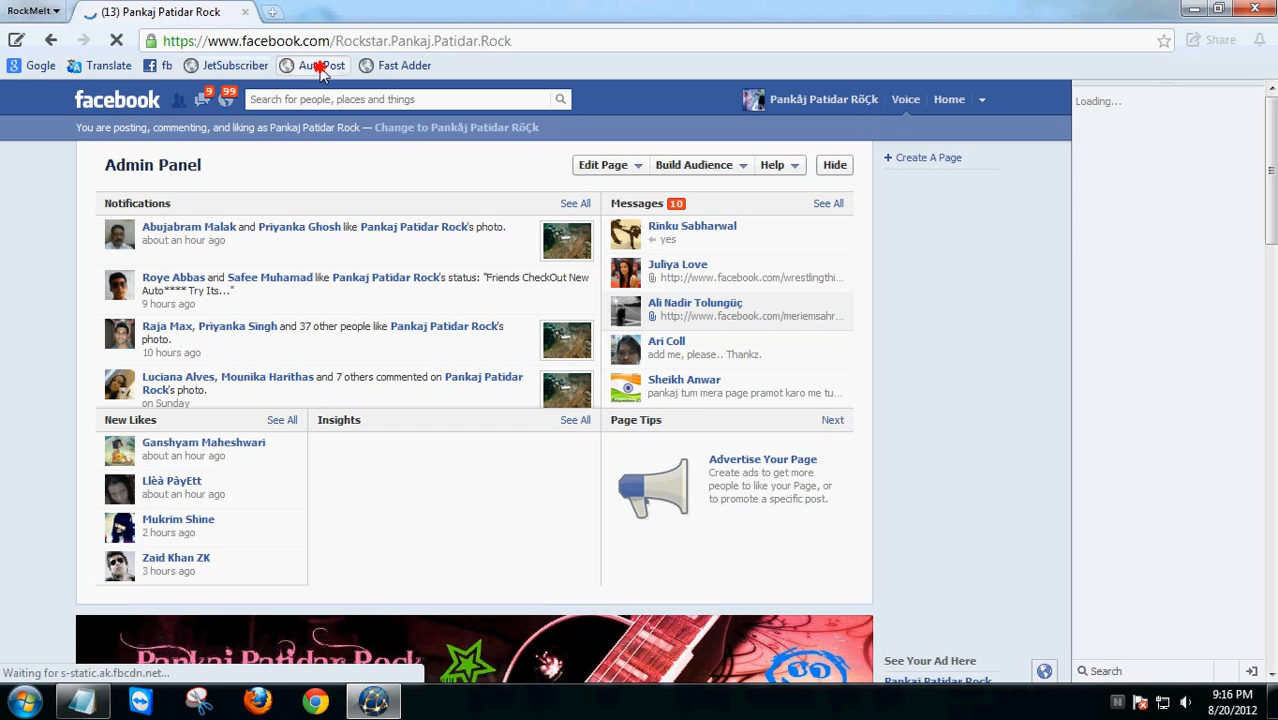 RockMelt
(13) Pankaj Patidar Rock
https://www.facebook.com/Rockstar.Pankaj.Patidar.Rock
Share
Gogle Translate fb JetSubscriber Fast Adder
facebook 9 99 Search for people, places and things Pankåj Patidar RöÇk Voice Home
You are posting, commenting, and liking as Pankaj Patidar Rock — Change to Pankåj Patidar RöÇk
Loading...
Admin Panel
Edit Page Build Audience Help Hide
+ Create A Page
Notifications See All
Abujabram Malak and Priyanka Ghosh like Pankaj Patidar Rock's photo.
about an hour ago
Roye Abbas and Safee Muhamad like Pankaj Patidar Rock's status: "Friends CheckOut New
Auto**** Try Its..."
9 hours ago
Raja Max, Priyanka Singh and 37 other people like Pankaj Patidar Rock's
photo.
10 hours ago
Luciana Alves, Mounika Harithas and 7 others commented on Pankaj Patidar
Rock's photo.
on Sunday
Messages 10 See All
Rinku Sabharwal
yes
Juliya Love
http://www.facebook.com/wrestlingthi...
Ali Nadir Tolungüç
http://www.facebook.com/meriemsahr...
Ari Coll
add me, please.. Thankz.
Sheikh Anwar
pankaj tum mera page pramot karo me tu...
New Likes See All
Ganshyam Maheshwari
about an hour ago
Llèà PàyEtt
about an hour ago
Mukrim Shine
2 hours ago
Zaid Khan ZK
3 hours ago
Insights See All
Page Tips Next
Advertise Your Page
Create ads to get more
people to like your Page, or
to promote a specific post.
Pankaj Patidar Rock
See Your Ad Here
Pankaj Patidar Rock
Waiting for s-static.ak.fbcdn.net...
Search
9:16 PM
8/20/2012